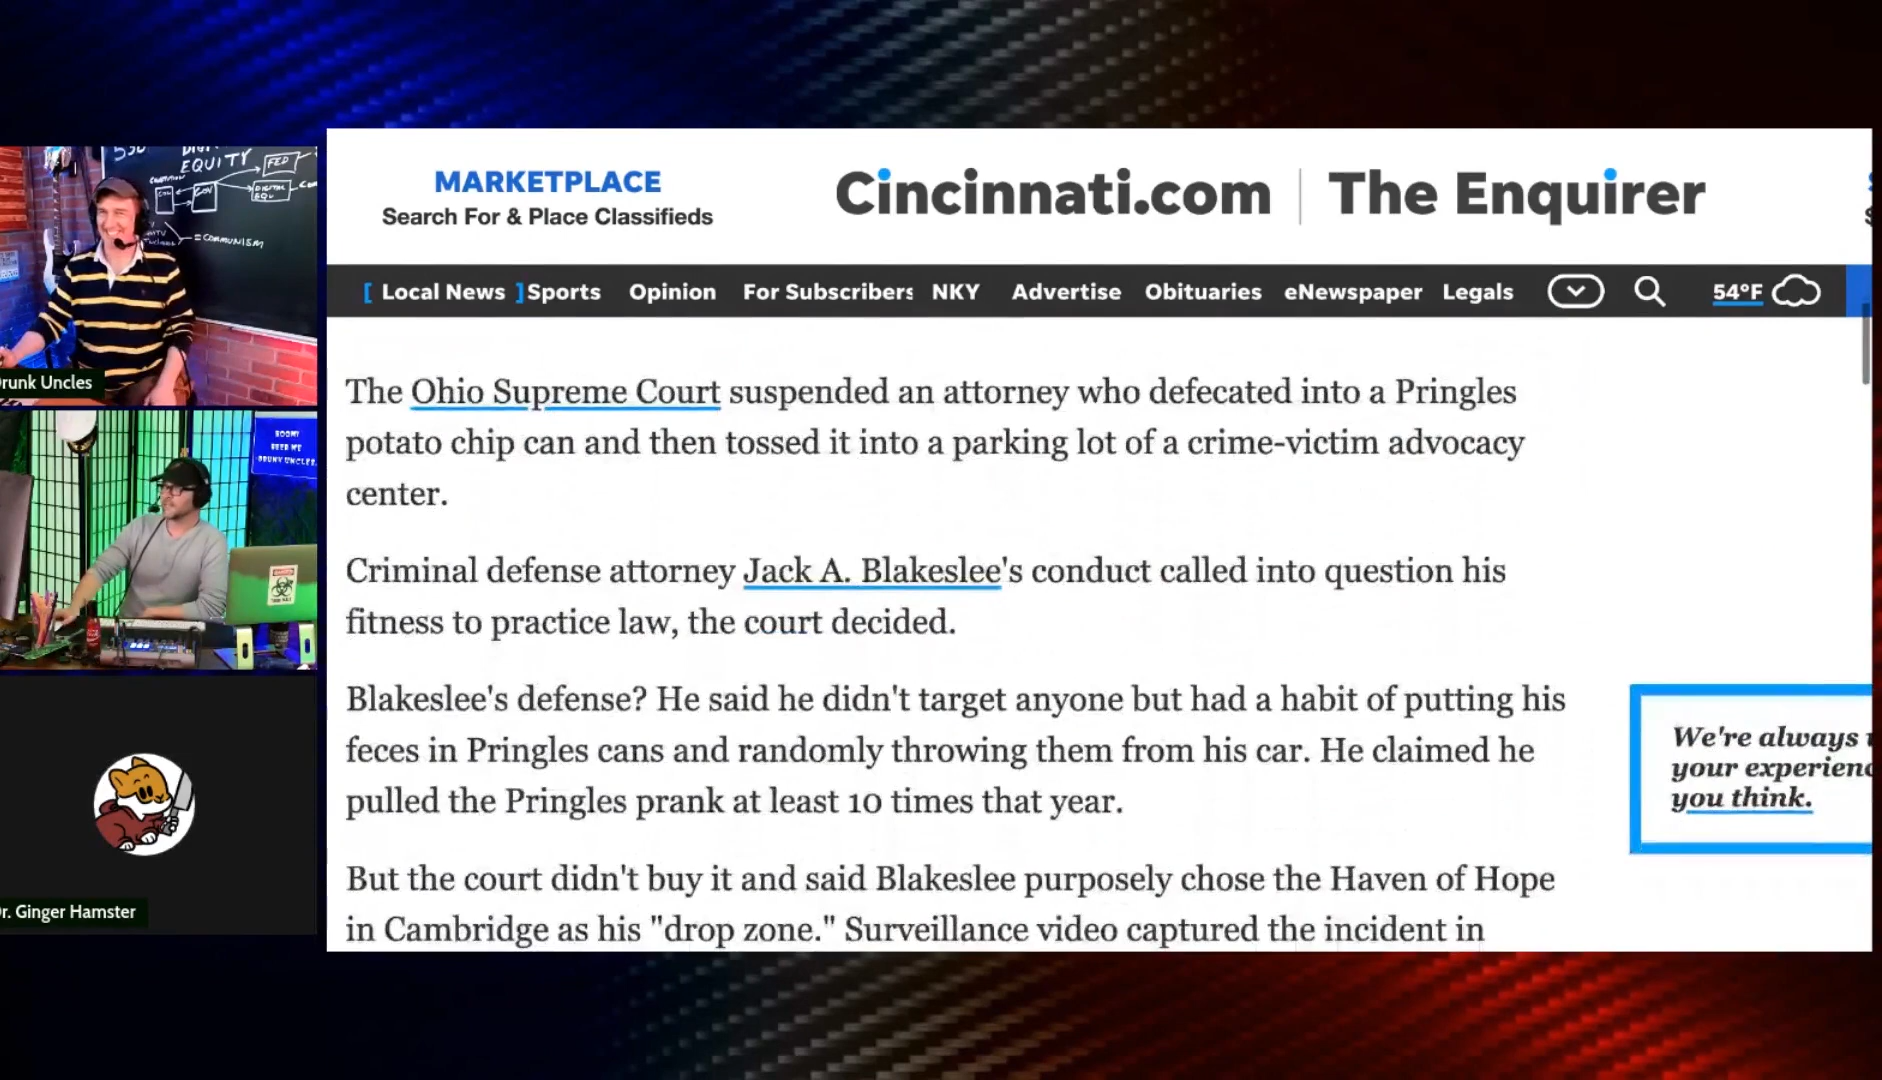 EQUITY
FED
= COMMUNISM
runk Uncles
BEER ME
DRUNK UNCLES
r. Ginger Hamster
MARKETPLACE
Search For & Place Classifieds
Cincinnati.com | The Enquirer
[ Local News ] Sports Opinion For Subscribers NKY Advertise Obituaries eNewspaper Legals 54°F
The Ohio Supreme Court suspended an attorney who defecated into a Pringles
potato chip can and then tossed it into a parking lot of a crime-victim advocacy
center.
Criminal defense attorney Jack A. Blakeslee's conduct called into question his
fitness to practice law, the court decided.
Blakeslee's defense? He said he didn't target anyone but had a habit of putting his
feces in Pringles cans and randomly throwing them from his car. He claimed he
pulled the Pringles prank at least 10 times that year.
But the court didn't buy it and said Blakeslee purposely chose the Haven of Hope
in Cambridge as his "drop zone." Surveillance video captured the incident in
We're always
your experienc
you think.